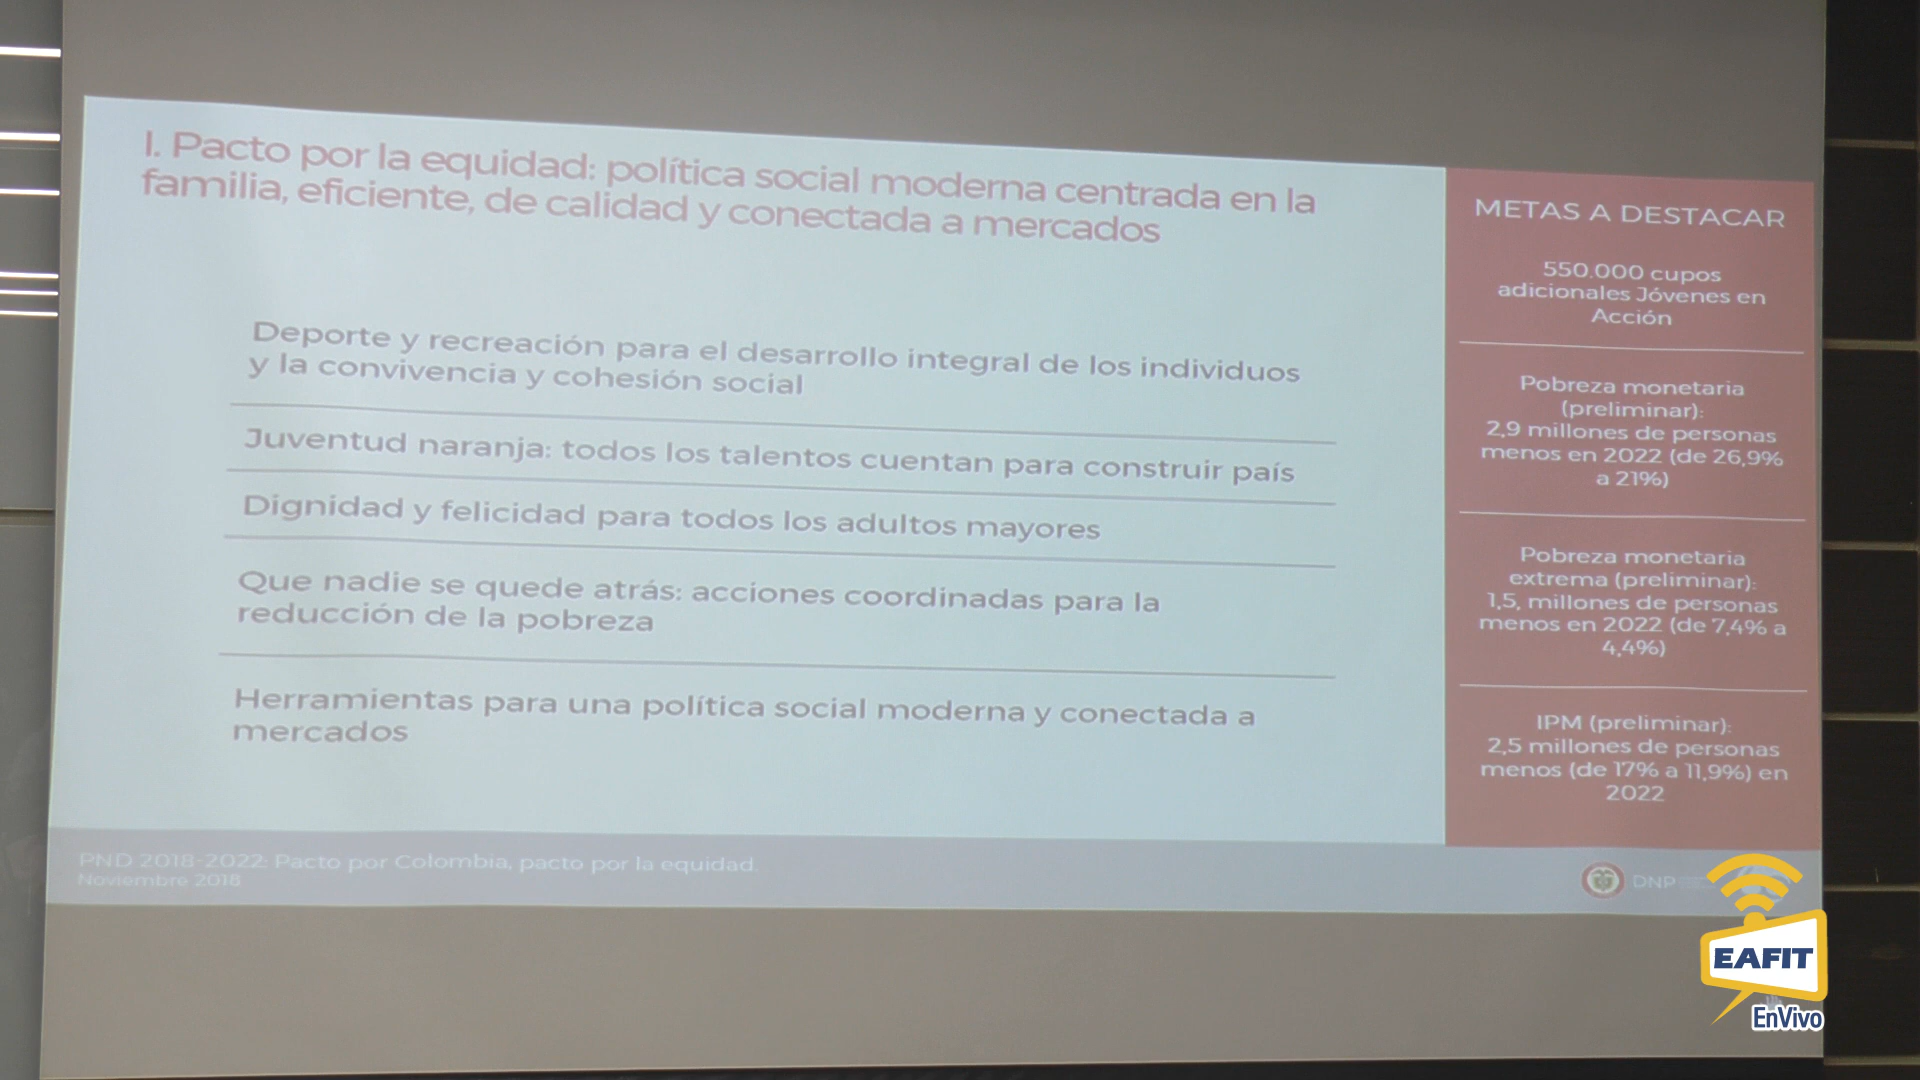 I. Pacto por la equidad: política social moderna centrada en la
familia, eficiente, de calidad y conectada a mercados
Deporte y recreación para el desarrollo integral de los individuos
y la convivencia y cohesión social
Juventud naranja: todos los talentos cuentan para construir país
Dignidad y felicidad para todos los adultos mayores
Que nadie se quede atrás: acciones coordinadas para la
reducción de la pobreza
Herramientas para una política social moderna y conectada a
mercados
METAS A DESTACAR
550.000 cupos
adicionales Jóvenes en
Acción
Pobreza monetaria
(preliminar):
2,9 millones de personas
menos en 2022 (de 26,9%
a 21%)
Pobreza monetaria
extrema (preliminar):
1,5, millones de personas
menos en 2022 (de 7,4% a
4,4%)
IPM (preliminar):
2,5 millones de personas
menos (de 17% a 11,9%) en
2022
PND 2018-2022: Pacto por Colombia, pacto por la equidad.
Noviembre 2018
DNP
EAFIT
EnVivo